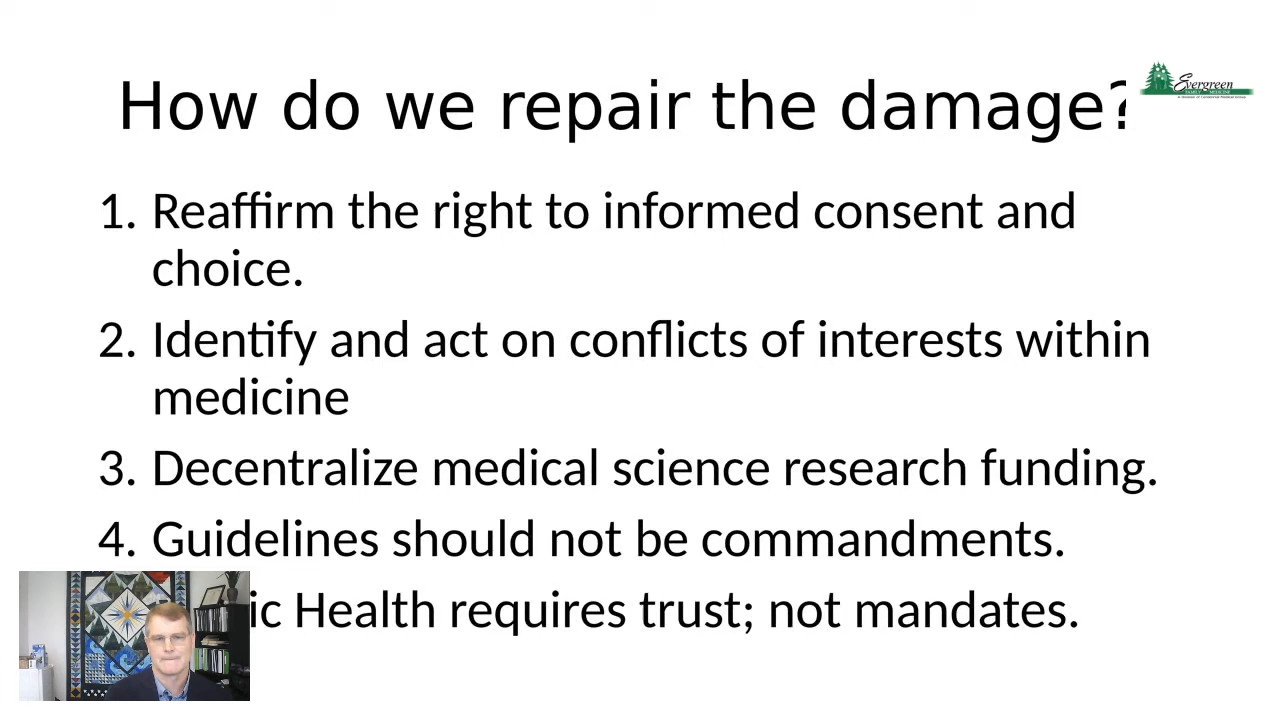 How do we repair the damage?
Evergreen
FAMILY MEDICINE
1. Reaffirm the right to informed consent and
choice.
2. Identify and act on conflicts of interests within
medicine
3. Decentralize medical science research funding.
4. Guidelines should not be commandments.
ic Health requires trust; not mandates.